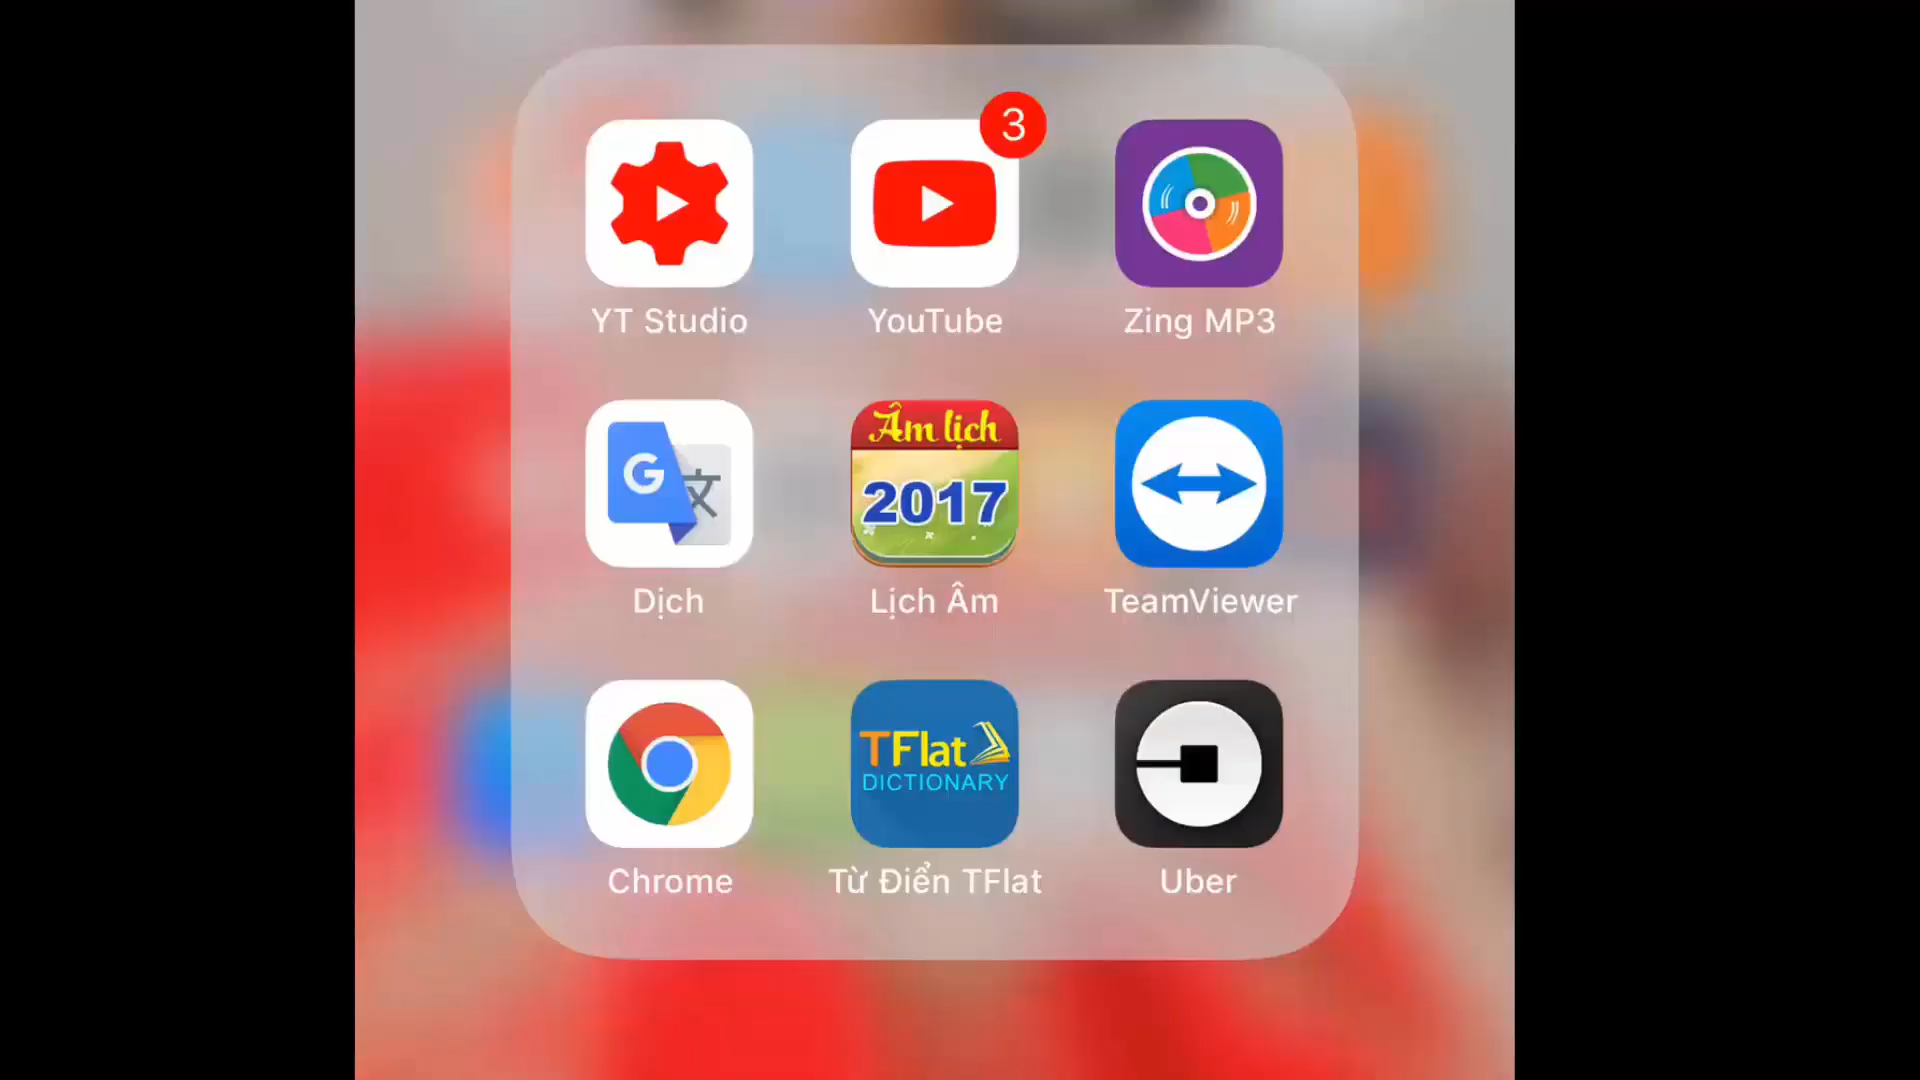 3
YT Studio
YouTube
Zing MP3
G 文
Âm lịch
2017
Dịch
Lịch Âm
TeamViewer
TFlat
DICTIONARY
Chrome
Từ Điển TFlat
Uber